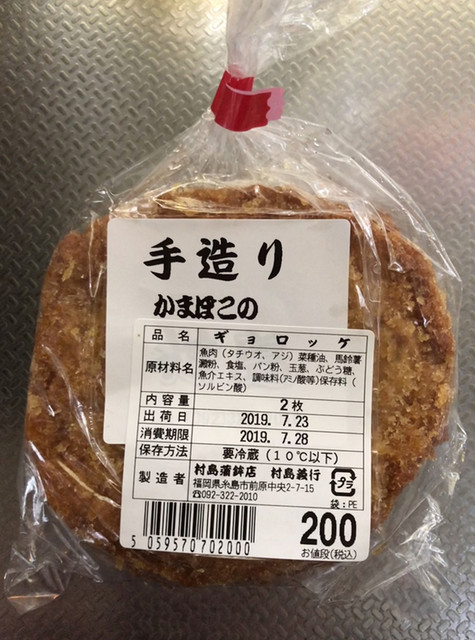 手造り
かまぼこの
品名 ギョロッケ
原材料名 魚肉（タチウオ、アジ）菜種油、馬鈴薯
澱粉、食塩、パン粉、玉葱、ぶどう糖、
魚介エキス、調味料(アミノ酸等)保存料（
ソルビン酸）
内容量 2枚
出荷日 2019. 7.23
消費期限 2019. 7.28
保存方法 要冷蔵（10℃以下）
製造者 村島蒲鉾店 村島義行
福岡県糸島市前原中央2-7-15
☎092-322-2010
プラ
袋：PE
5 059570 702000
200
お値段(税込)